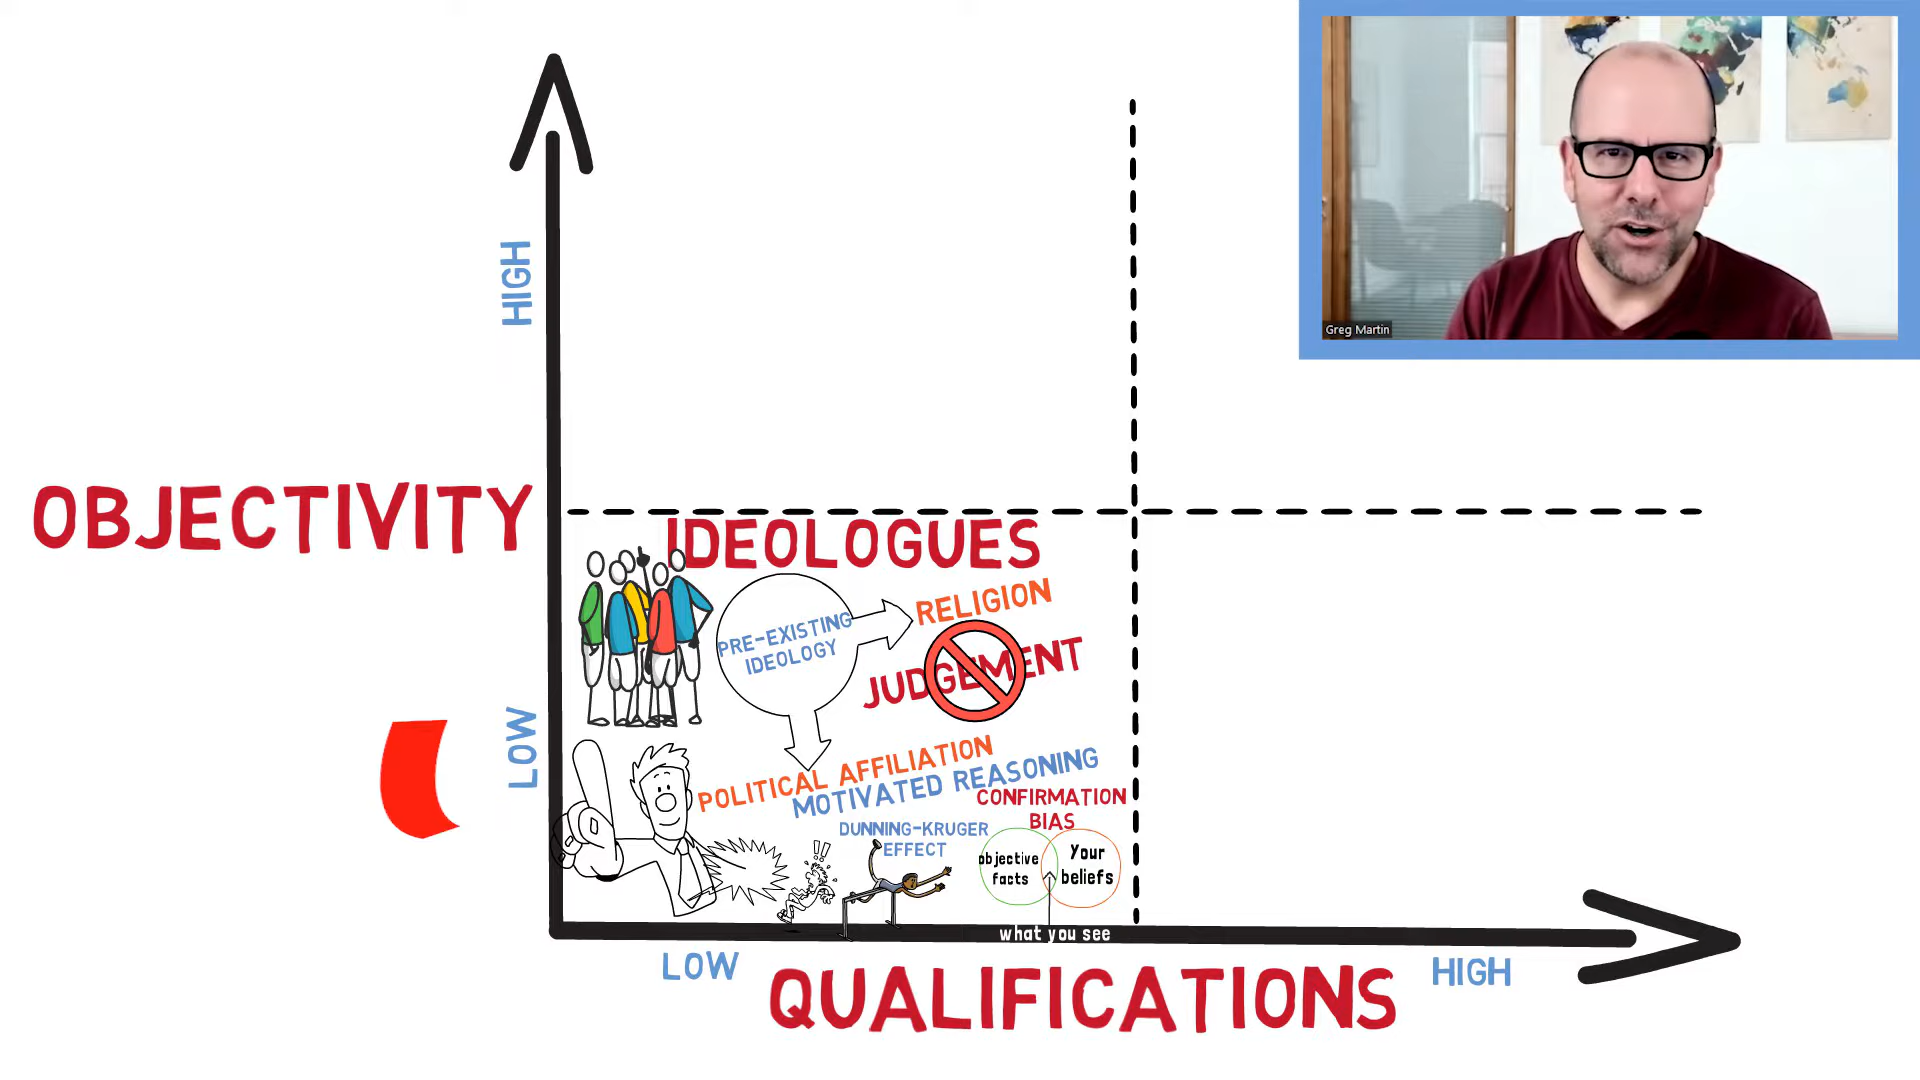 Greg Martin
HIGH
OBJECTIVITY
LOW
IDEOLOGUES
PRE-EXISTING
IDEOLOGY
RELIGION
JUDGEMENT
POLITICAL AFFILIATION
MOTIVATED REASONING
CONFIRMATION
BIAS
DUNNING-KRUGER
EFFECT
!!
objective
facts
Your
beliefs
what you see
LOW
QUALIFICATIONS
HIGH